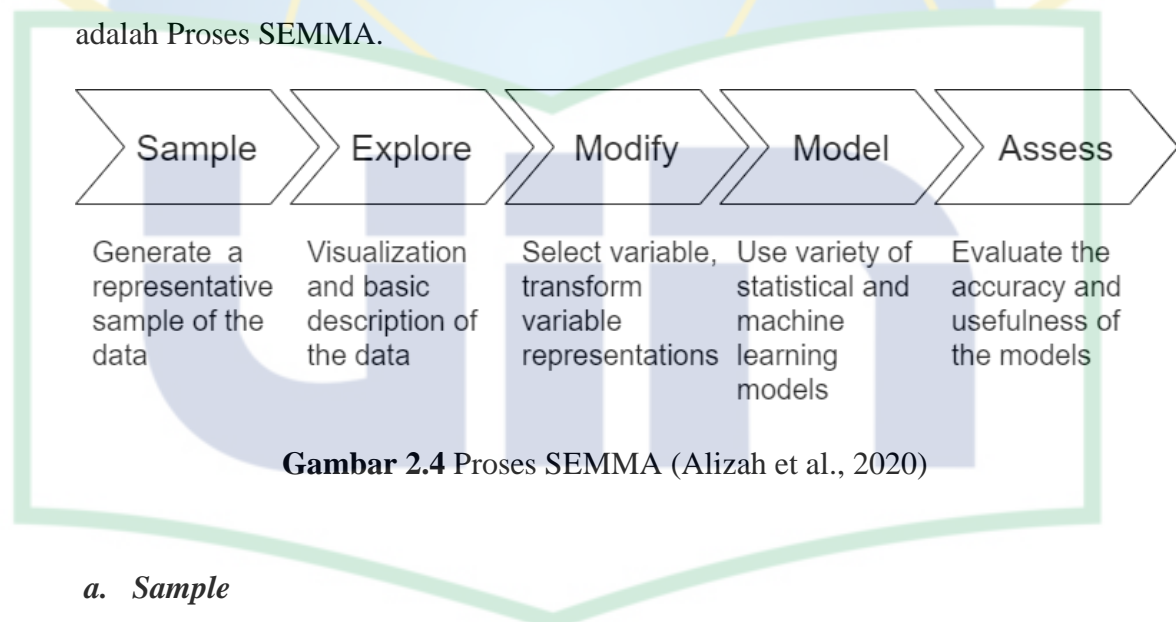 adalah Proses SEMMA.
Sample
Explore
Modify
Model
Assess
Generate a
representative
sample of the
data
Visualization
and basic
description of
the data
Select variable,
transform
variable
representations
Use variety of
statistical and
machine
learning
models
Evaluate the
accuracy and
usefulness of
the models
Gambar 2.4 Proses SEMMA (Alizah et al., 2020)
a. Sample
uin